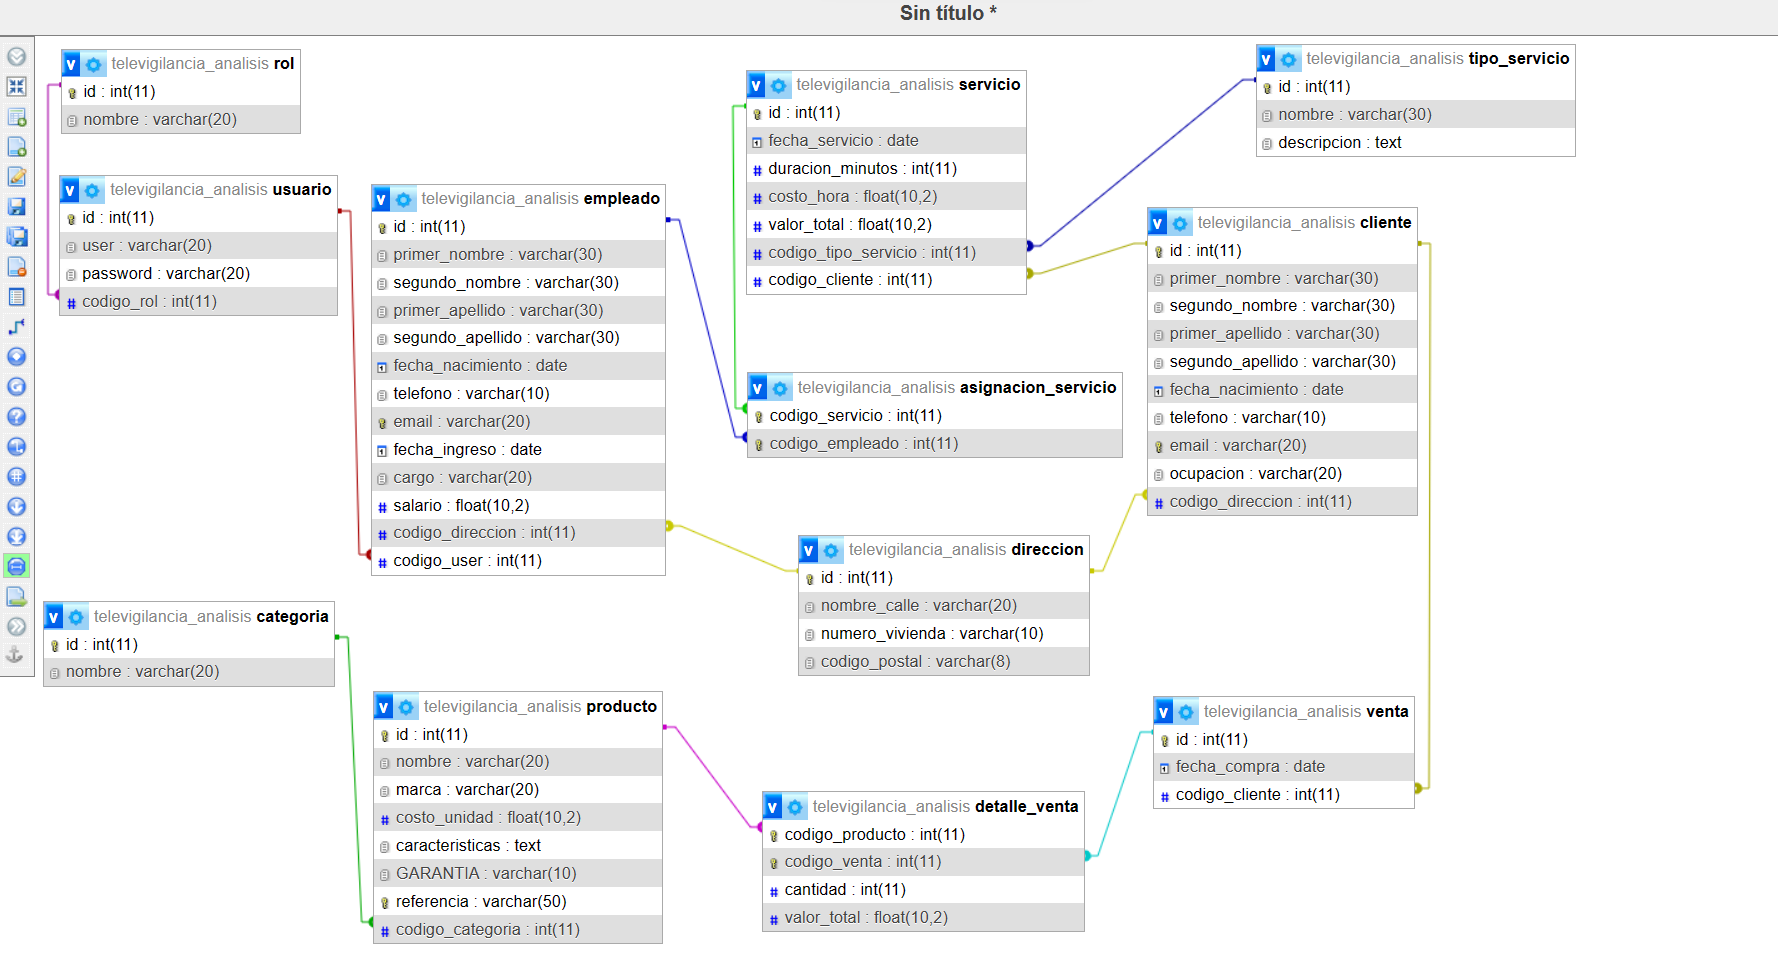 Sin título *
televigilancia_analisis rol
id : int(11)
nombre : varchar(20)
televigilancia_analisis usuario
id : int(11)
user : varchar(20)
password : varchar(20)
codigo_rol : int(11)
televigilancia_analisis empleado
id : int(11)
primer_nombre : varchar(30)
segundo_nombre : varchar(30)
primer_apellido : varchar(30)
segundo_apellido : varchar(30)
fecha_nacimiento : date
telefono : varchar(10)
email : varchar(20)
fecha_ingreso : date
cargo : varchar(20)
salario : float(10,2)
codigo_direccion : int(11)
codigo_user : int(11)
televigilancia_analisis servicio
id : int(11)
fecha_servicio : date
duracion_minutos : int(11)
costo_hora : float(10,2)
valor_total : float(10,2)
codigo_tipo_servicio : int(11)
codigo_cliente : int(11)
televigilancia_analisis tipo_servicio
id : int(11)
nombre : varchar(30)
descripcion : text
televigilancia_analisis cliente
id : int(11)
primer_nombre : varchar(30)
segundo_nombre : varchar(30)
primer_apellido : varchar(30)
segundo_apellido : varchar(30)
fecha_nacimiento : date
telefono : varchar(10)
email : varchar(20)
ocupacion : varchar(20)
codigo_direccion : int(11)
televigilancia_analisis asignacion_servicio
codigo_servicio : int(11)
codigo_empleado : int(11)
televigilancia_analisis direccion
id : int(11)
nombre_calle : varchar(20)
numero_vivienda : varchar(10)
codigo_postal : varchar(8)
televigilancia_analisis categoria
id : int(11)
nombre : varchar(20)
televigilancia_analisis producto
id : int(11)
nombre : varchar(20)
marca : varchar(20)
costo_unidad : float(10,2)
caracteristicas : text
GARANTIA : varchar(10)
referencia : varchar(50)
codigo_categoria : int(11)
televigilancia_analisis detalle_venta
codigo_producto : int(11)
codigo_venta : int(11)
cantidad : int(11)
valor_total : float(10,2)
televigilancia_analisis venta
id : int(11)
fecha_compra : date
codigo_cliente : int(11)